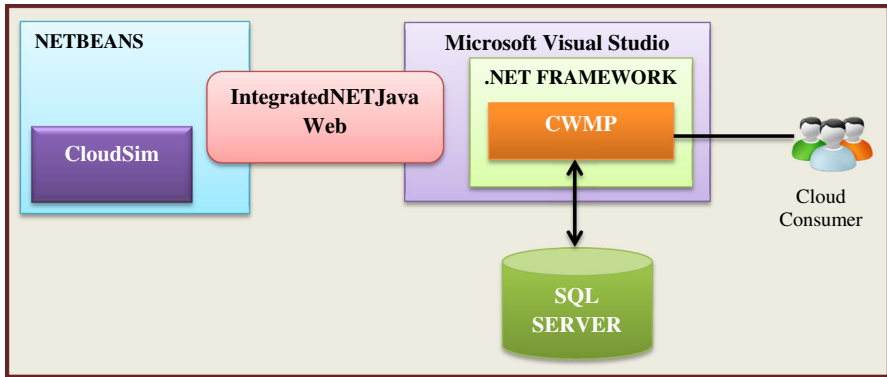 NETBEANS
Microsoft Visual Studio
.NET FRAMEWORK
IntegratedNETJava
Web
CWMP
CloudSim
Cloud
Consumer
SQL
SERVER